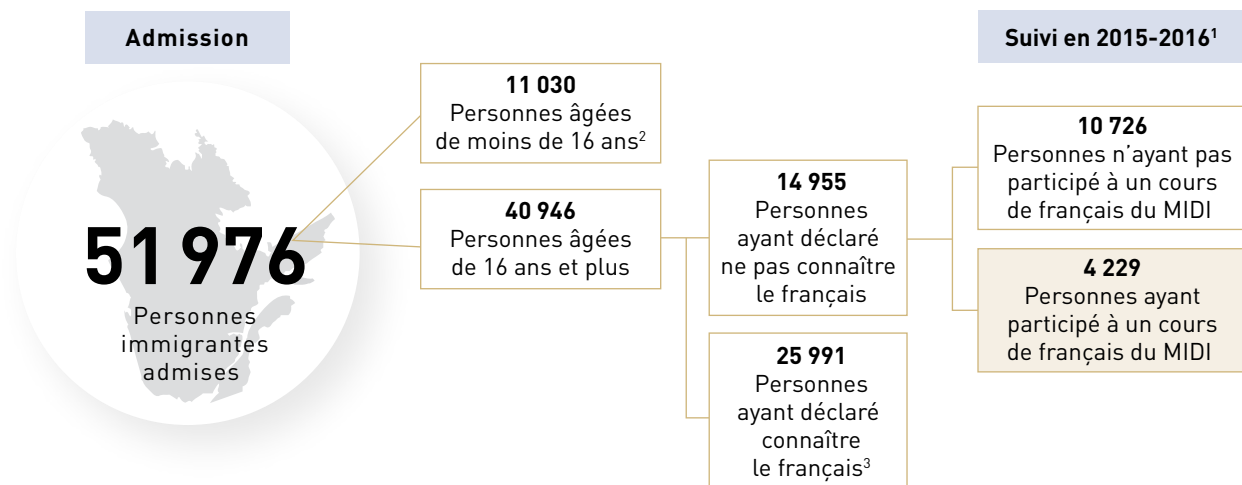 Admission
51 976
Personnes
immigrantes
admises
11 030
Personnes âgées
de moins de 16 ans²
40 946
Personnes âgées
de 16 ans et plus
14 955
Personnes
ayant déclaré
ne pas connaître
le français
25 991
Personnes
ayant déclaré
connaître
le français³
Suivi en 2015-2016¹
10 726
Personnes n’ayant pas
participé à un cours
de français du MIDI
4 229
Personnes ayant
participé à un cours
de français du MIDI